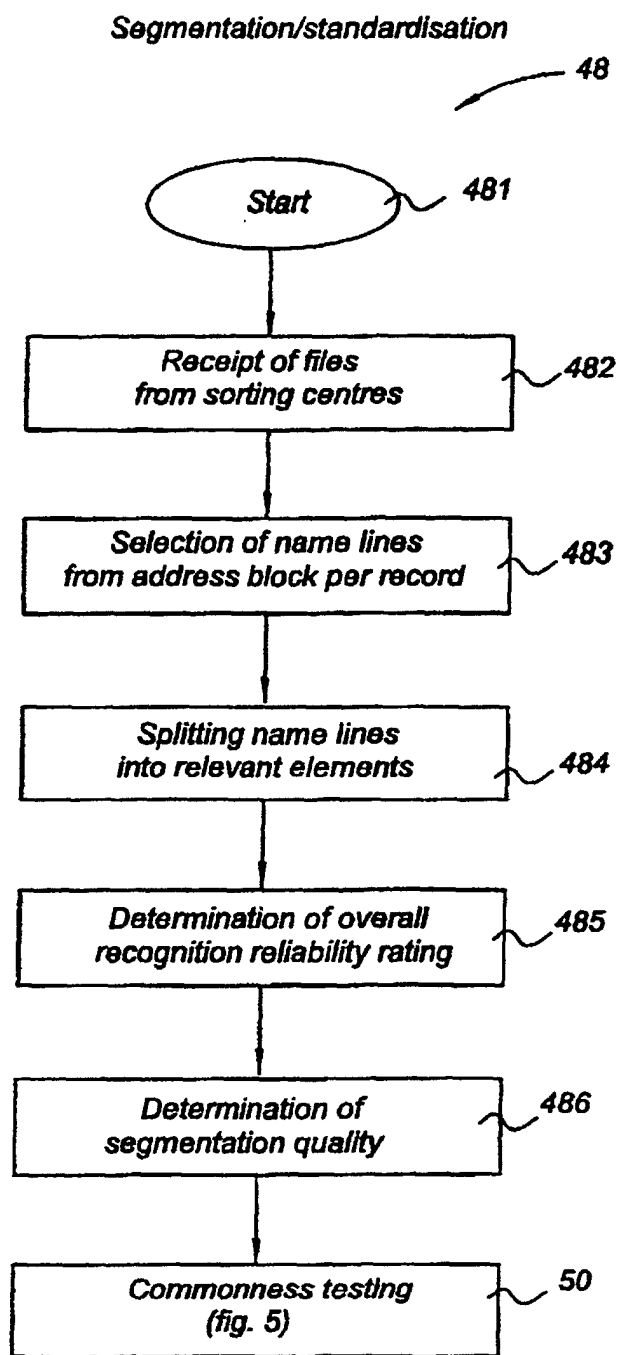 Segmentation/standardisation
48
Start
481
Receipt of files
from sorting centres
482
Selection of name lines
from address block per record
483
Splitting name lines
into relevant elements
484
Determination of overall
recognition reliability rating
485
Determination of
segmentation quality
486
Commonness testing
(fig. 5)
50